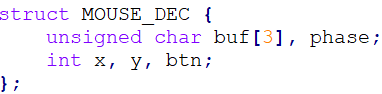 struct MOUSE_DEC {
    unsigned char buf[3], phase;
    int x, y, btn;
};